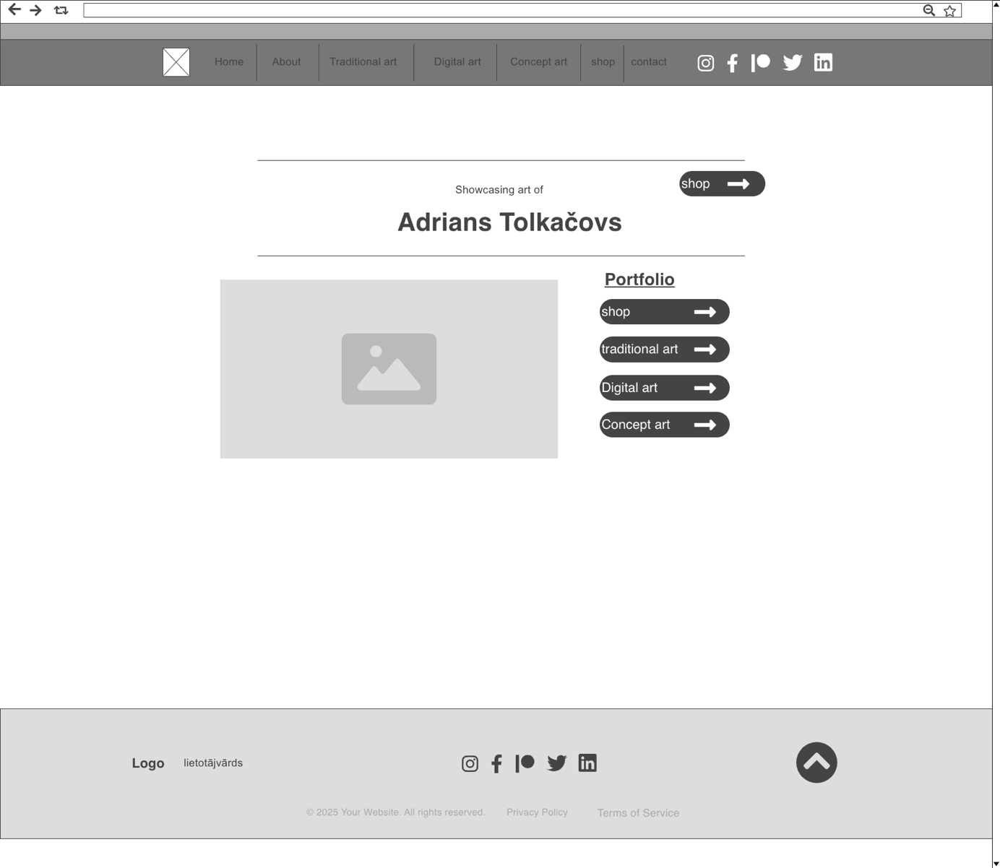 Home About Traditional art Digital art Concept art shop contact
shop
Showcasing art of
Adrians Tolkačovs
Portfolio
shop
traditional art
Digital art
Concept art
Logo lietotājvārds
© 2025 Your Website. All rights reserved. Privacy Policy Terms of Service